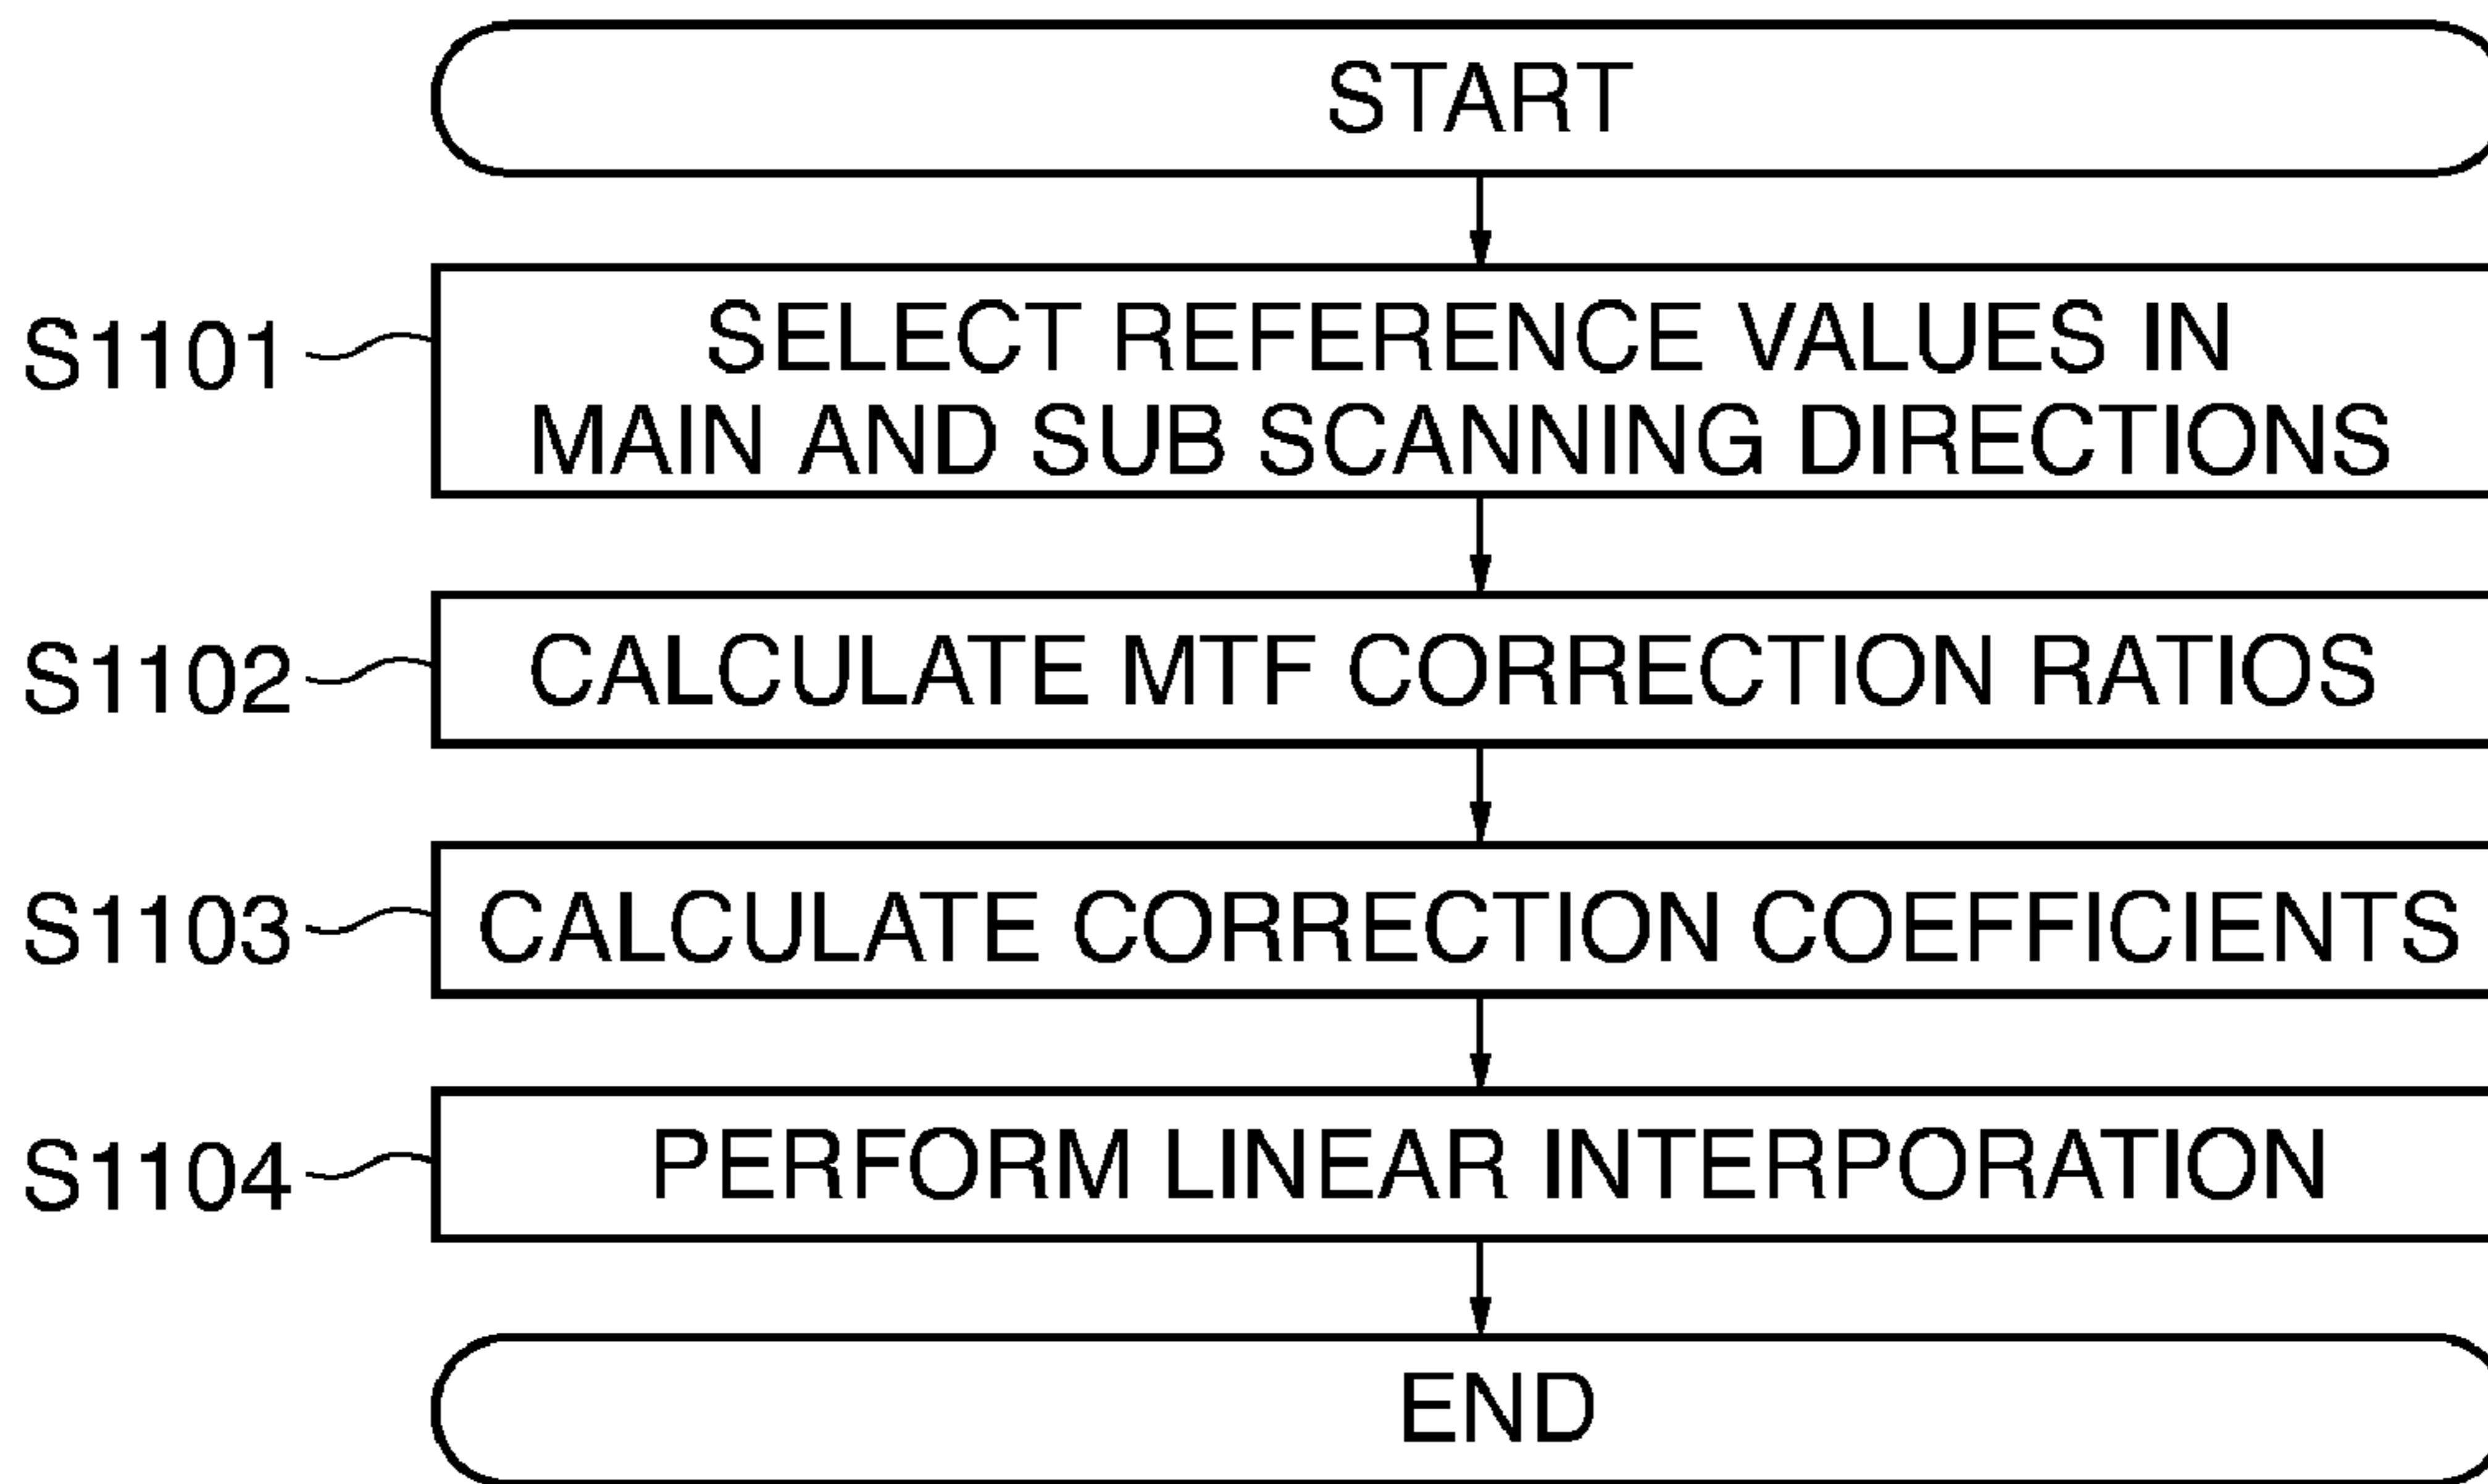 START
S1101
SELECT REFERENCE VALUES IN
MAIN AND SUB SCANNING DIRECTIONS
S1102
CALCULATE MTF CORRECTION RATIOS
S1103
CALCULATE CORRECTION COEFFICIENTS
S1104
PERFORM LINEAR INTERPORATION
END